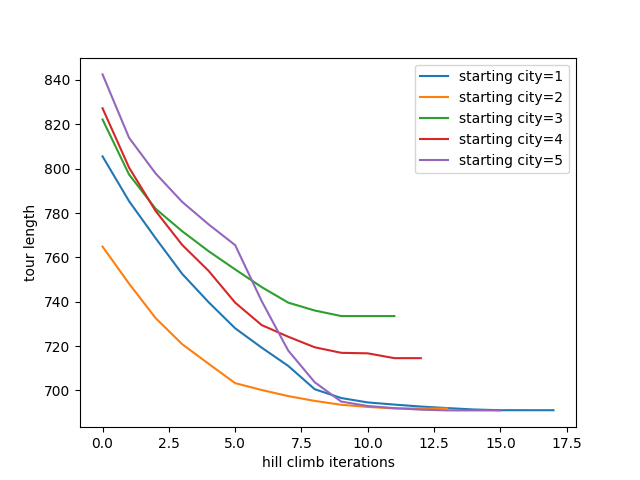 starting city=1
starting city=2
starting city=3
starting city=4
starting city=5
840
820
800
780
760
740
720
700
tour length
0.0 2.5 5.0 7.5 10.0 12.5 15.0 17.5
hill climb iterations